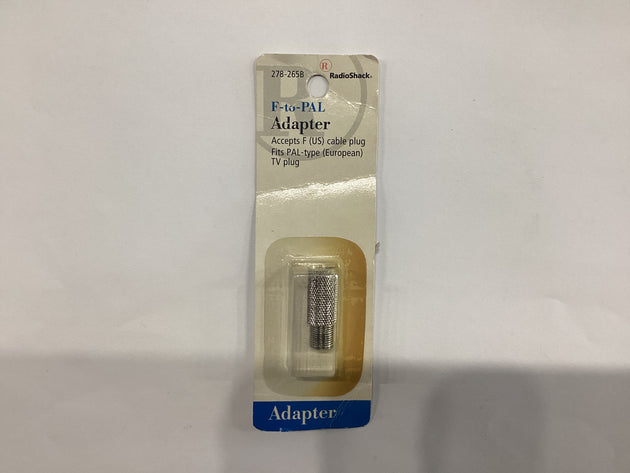 278-265B
R
RadioShack®
F-to-PAL
Adapter
Accepts F (US) cable plug
Fits PAL-type (European)
TV plug
Adapter